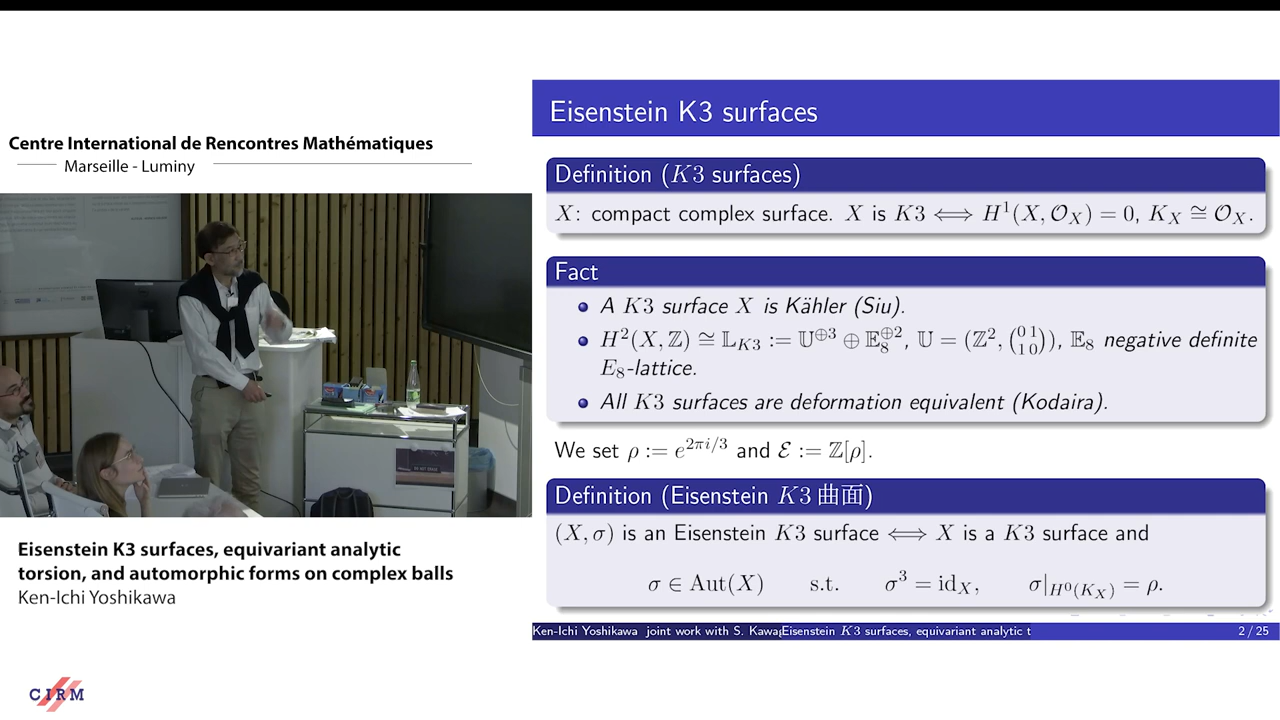 Centre International de Rencontres Mathématiques
Marseille - Luminy
Eisenstein K3 surfaces, equivariant analytic
torsion, and automorphic forms on complex balls
Ken-Ichi Yoshikawa
CIRM
Eisenstein K3 surfaces
Definition (K3 surfaces)
X: compact complex surface. X is K3 ⟺ H¹(X, 𝒪_X) = 0, K_X ≅ 𝒪_X.
Fact
A K3 surface X is Kähler (Siu).
H²(X, ℤ) ≅ 𝕃_{K3} := 𝕌^{⊕3} ⊕ 𝔼_8^{⊕2}, 𝕌 = (ℤ², (0 1 1 0)), 𝔼_8 negative definite
E_8-lattice.
All K3 surfaces are deformation equivalent (Kodaira).
We set ρ := e^{2πi/3} and ℰ := ℤ[ρ].
Definition (Eisenstein K3 曲面)
(X, σ) is an Eisenstein K3 surface ⟺ X is a K3 surface and
σ ∈ Aut(X) s.t. σ³ = id_X, σ|_{H⁰(K_X)} = ρ.
Ken-Ichi Yoshikawa joint work with S. Kawa Eisenstein K3 surfaces, equivariant analytic t 2 / 25